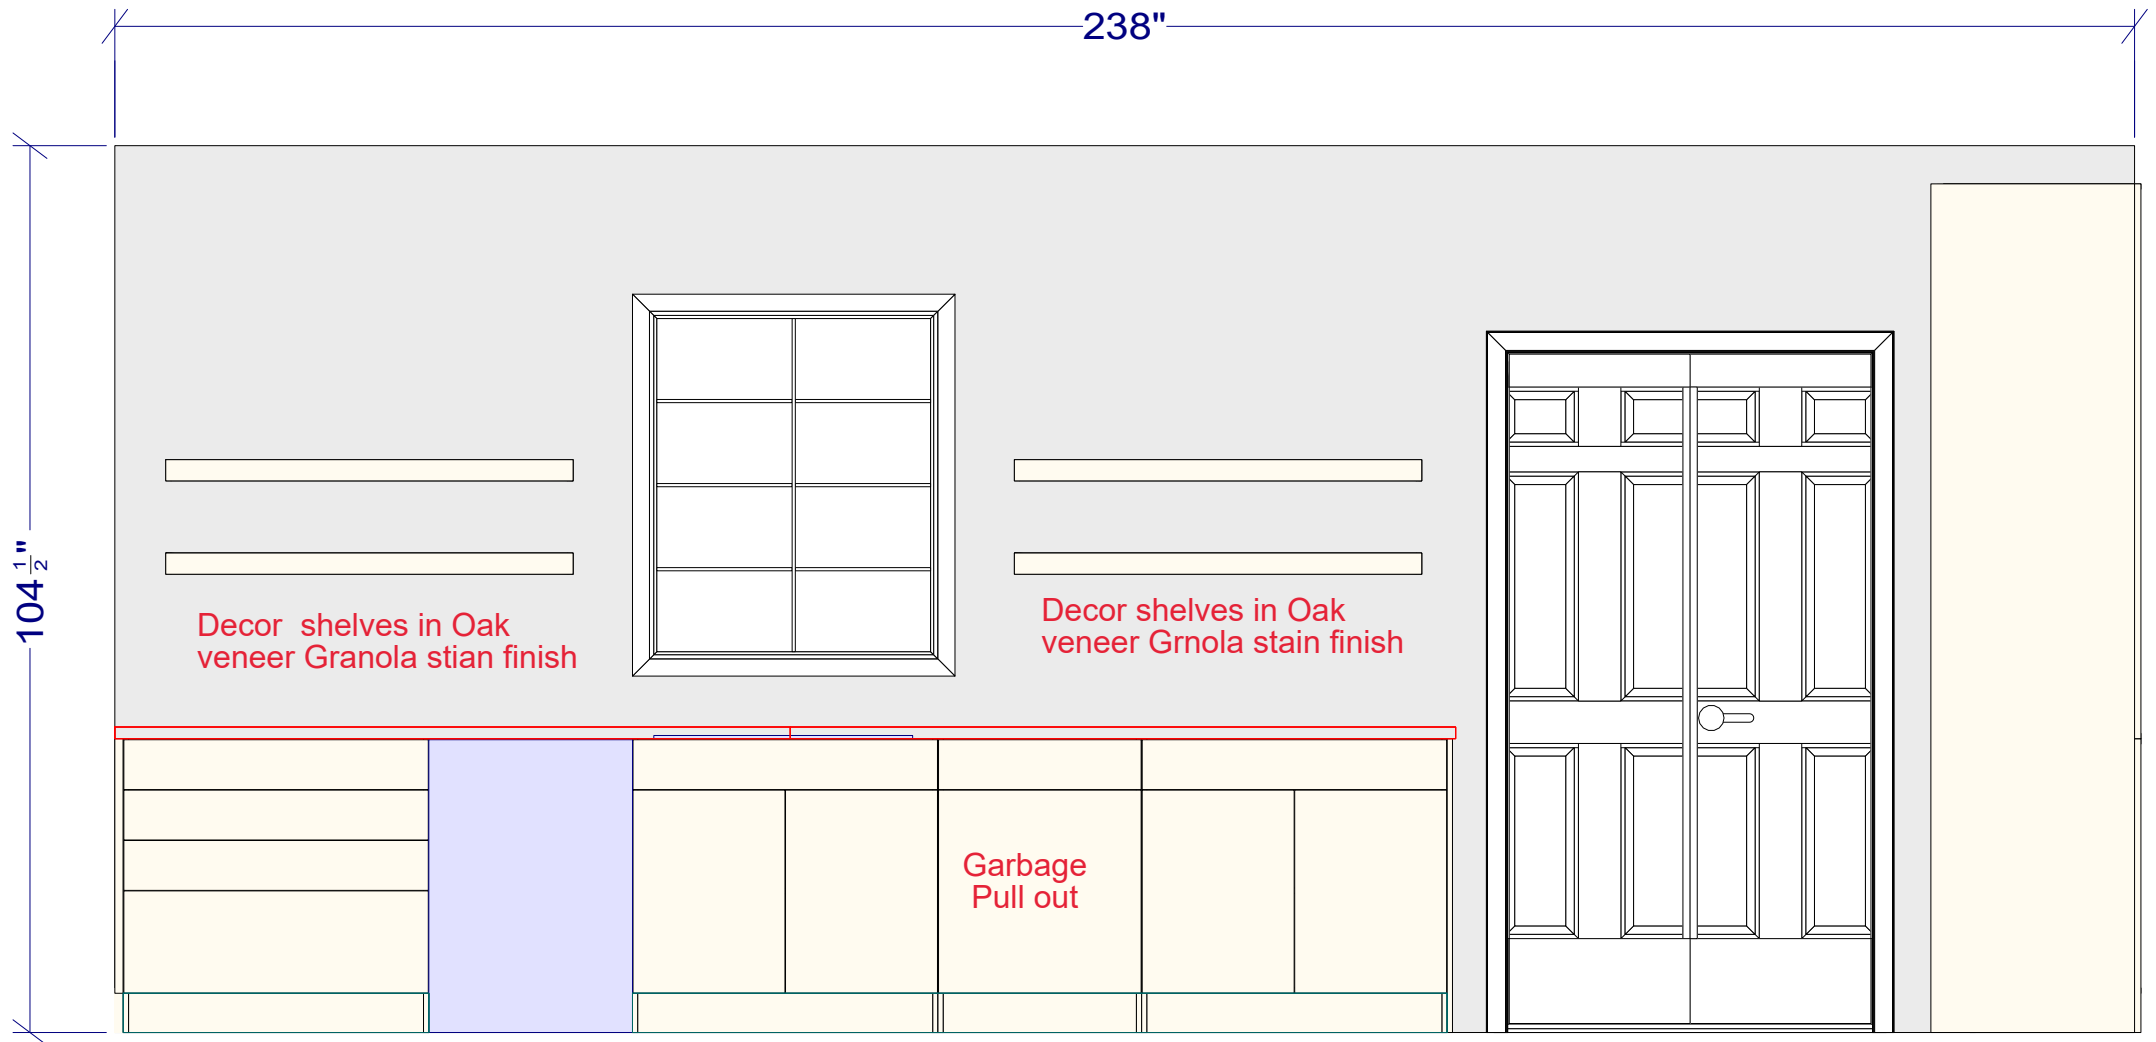 238"
104 1/2"
Decor  shelves in Oak
veneer Granola stian finish
Decor shelves in Oak
veneer Grnola stain finish
Garbage
Pull out